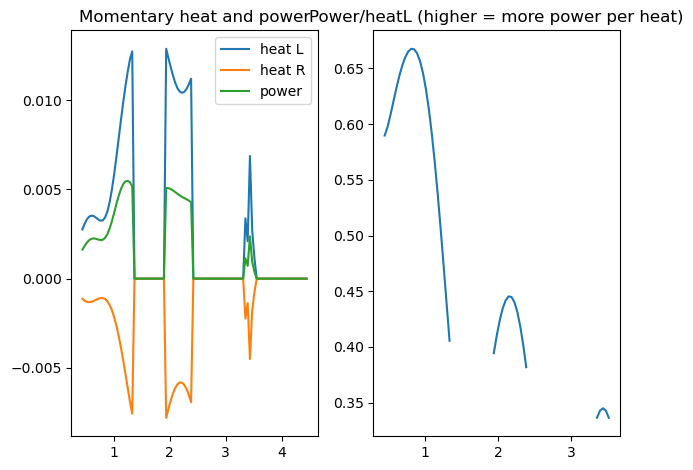 Momentary heat and power
Power/heatL (higher = more power per heat)
heat L
heat R
power
0.010
0.005
0.000
−0.005
1 2 3 4
0.65
0.60
0.55
0.50
0.45
0.40
0.35
1 2 3